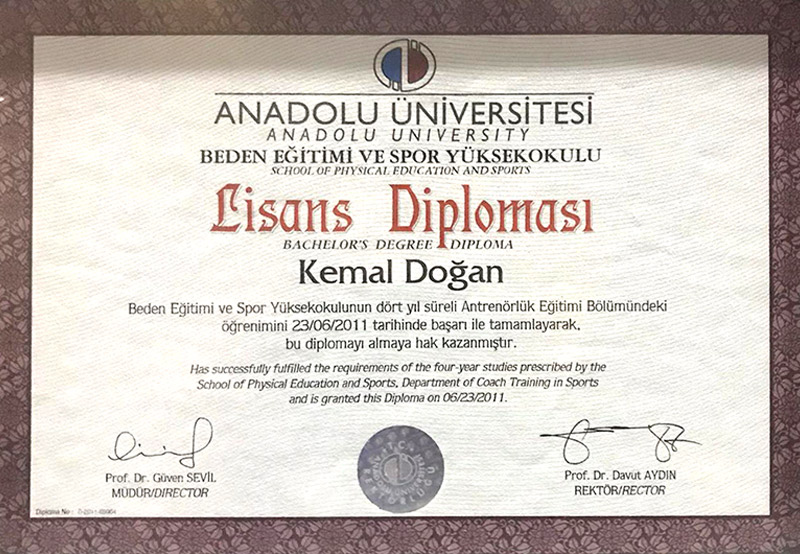 ANADOLU ÜNİVERSİTESİ
ANADOLU UNIVERSITY
BEDEN EĞİTİMİ VE SPOR YÜKSEKOKULU
SCHOOL OF PHYSICAL EDUCATION AND SPORTS
Lisans Diploması
BACHELOR'S DEGREE DIPLOMA
Kemal Doğan
Beden Eğitimi ve Spor Yüksekokulunun dört yıl süreli Antrenörlük Eğitimi Bölümündeki
öğrenimini 23/06/2011 tarihinde başarı ile tamamlayarak,
bu diplomayı almaya hak kazanmıştır.
Has successfully fulfilled the requirements of the four-year studies prescribed by the
School of Physical Education and Sports, Department of Coach Training in Sports
and is granted this Diploma on 06/23/2011.
Prof. Dr. Güven SEVİL
MÜDÜR/DIRECTOR
Prof. Dr. Davut AYDIN
REKTÖR/RECTOR
Diploma No :